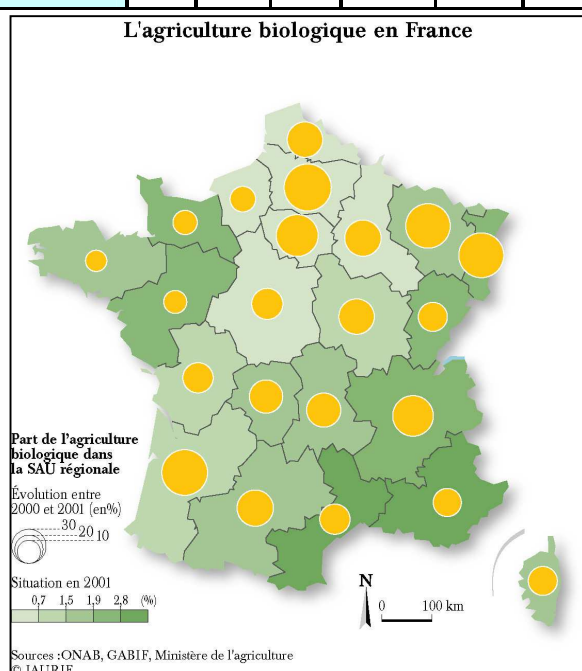 L'agriculture biologique en France
Part de l'agriculture
biologique dans
la SAU régionale
Évolution entre
2000 et 2001 (en%)
30
20
10
Situation en 2001
0,7 1,5 1,9 2,8 (%)
N
0 100 km
Sources :ONAB, GABIF, Ministère de l'agriculture
© IAURIF